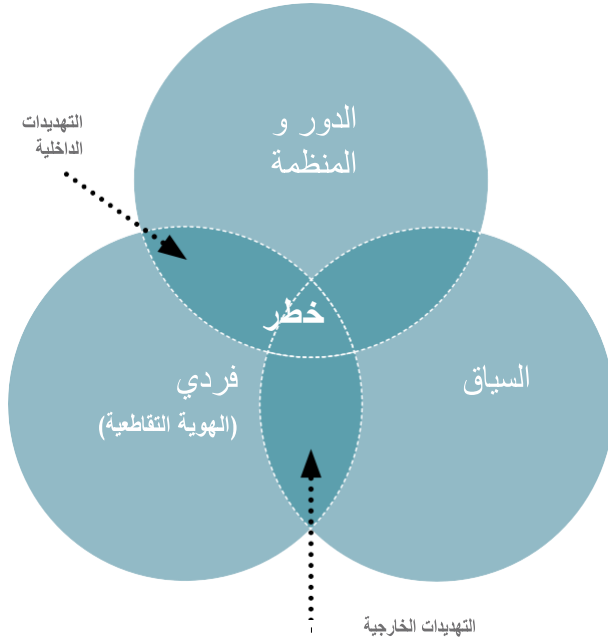 الدور و
المنظمة
التهديدات
الداخلية
خطر
السياق
فردي
(الهوية التقاطعية)
التهديدات الخارجية